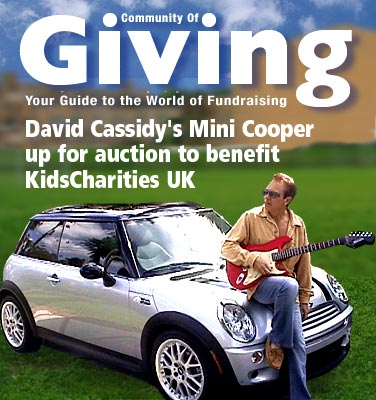 Community Of
Giving
Your Guide to the World of Fundraising
David Cassidy's Mini Cooper
up for auction to benefit
KidsCharities UK